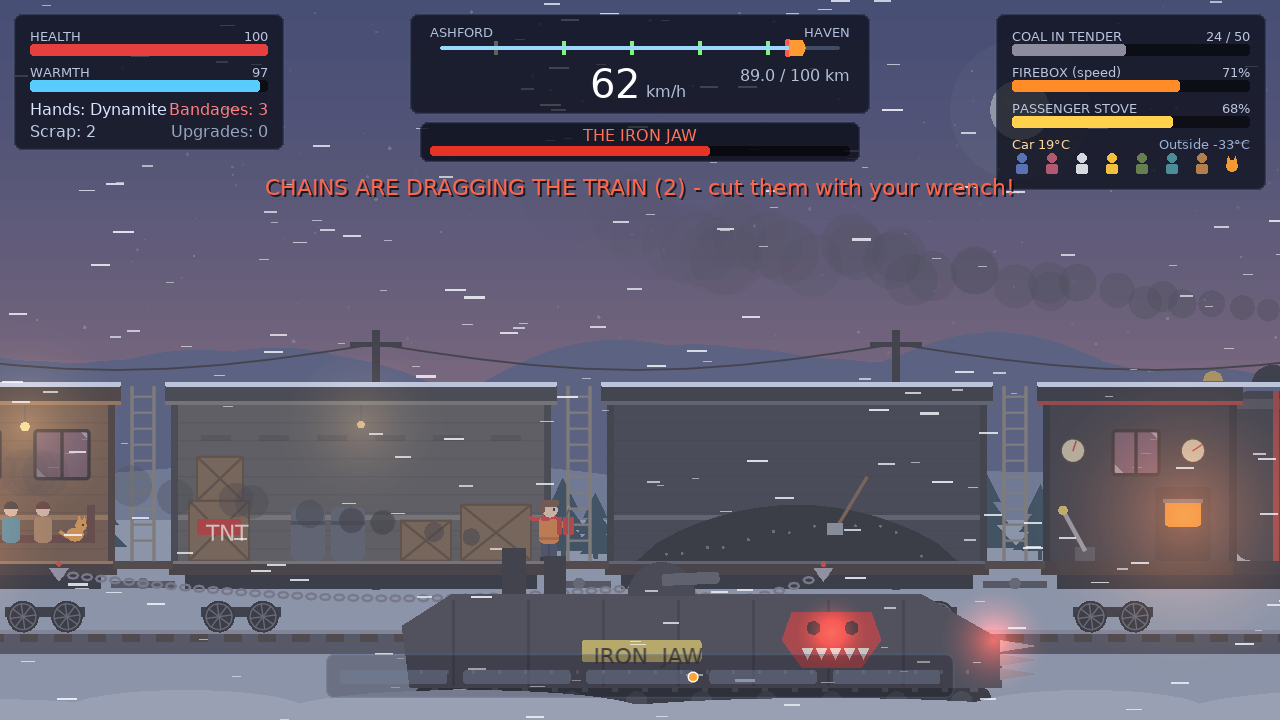 HEALTH 100
WARMTH 97
Hands: Dynamite Bandages: 3
Scrap: 2 Upgrades: 0
ASHFORD HAVEN
62 km/h 89.0 / 100 km
THE IRON JAW
COAL IN TENDER 24 / 50
FIREBOX (speed) 71%
PASSENGER STOVE 68%
Car 19°C Outside -33°C
CHAINS ARE DRAGGING THE TRAIN (2) - cut them with your wrench!
TNT
IRON JAW